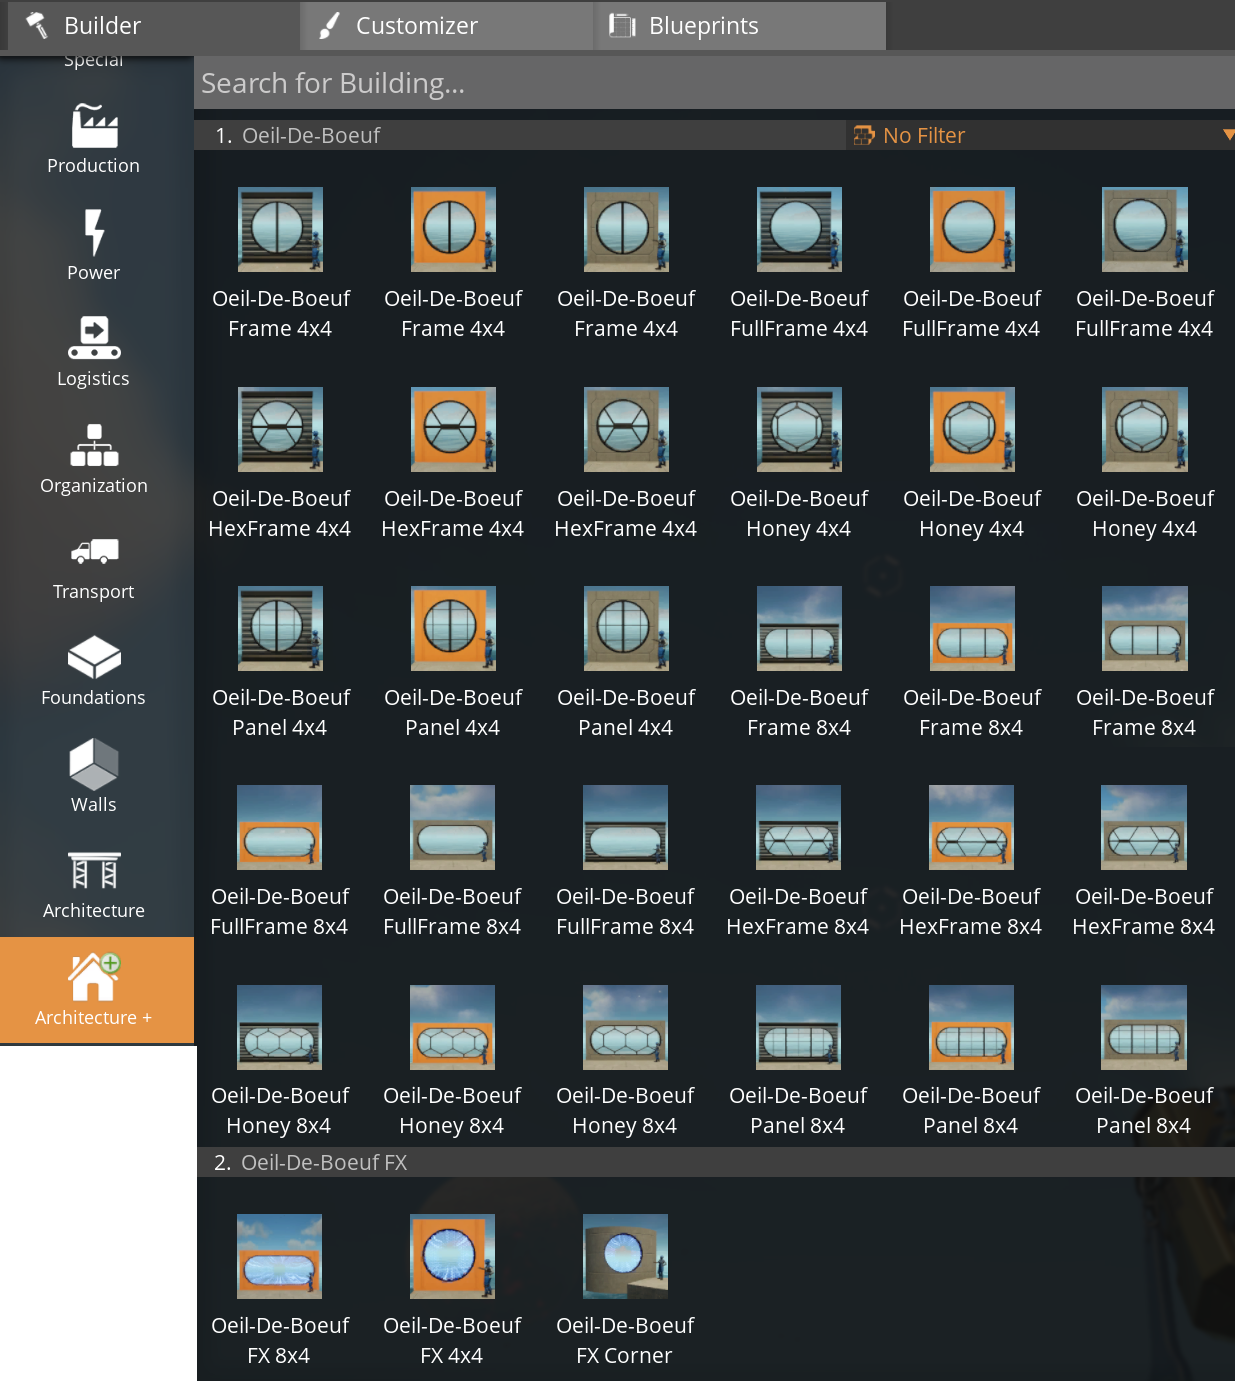 Builder
Customizer
Blueprints
Special
Production
Power
Logistics
Organization
Transport
Foundations
Walls
Architecture
Architecture +
Search for Building...
1. Oeil-De-Boeuf
No Filter
Oeil-De-Boeuf
Frame 4x4
Oeil-De-Boeuf
Frame 4x4
Oeil-De-Boeuf
Frame 4x4
Oeil-De-Boeuf
FullFrame 4x4
Oeil-De-Boeuf
FullFrame 4x4
Oeil-De-Boeuf
FullFrame 4x4
Oeil-De-Boeuf
HexFrame 4x4
Oeil-De-Boeuf
HexFrame 4x4
Oeil-De-Boeuf
HexFrame 4x4
Oeil-De-Boeuf
Honey 4x4
Oeil-De-Boeuf
Honey 4x4
Oeil-De-Boeuf
Honey 4x4
Oeil-De-Boeuf
Panel 4x4
Oeil-De-Boeuf
Panel 4x4
Oeil-De-Boeuf
Panel 4x4
Oeil-De-Boeuf
Frame 8x4
Oeil-De-Boeuf
Frame 8x4
Oeil-De-Boeuf
Frame 8x4
Oeil-De-Boeuf
FullFrame 8x4
Oeil-De-Boeuf
FullFrame 8x4
Oeil-De-Boeuf
FullFrame 8x4
Oeil-De-Boeuf
HexFrame 8x4
Oeil-De-Boeuf
HexFrame 8x4
Oeil-De-Boeuf
HexFrame 8x4
Oeil-De-Boeuf
Honey 8x4
Oeil-De-Boeuf
Honey 8x4
Oeil-De-Boeuf
Honey 8x4
Oeil-De-Boeuf
Panel 8x4
Oeil-De-Boeuf
Panel 8x4
Oeil-De-Boeuf
Panel 8x4
2. Oeil-De-Boeuf FX
Oeil-De-Boeuf
FX 8x4
Oeil-De-Boeuf
FX 4x4
Oeil-De-Boeuf
FX Corner